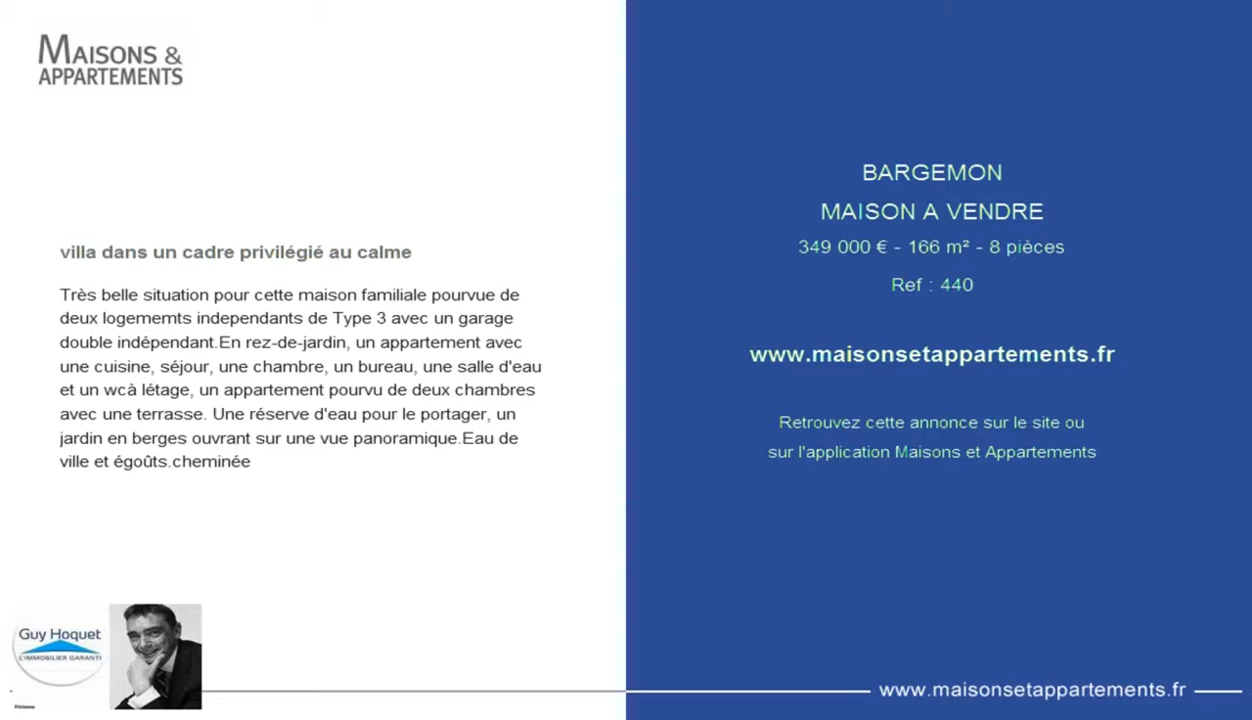 MAISONS &
APPARTEMENTS
villa dans un cadre privilégié au calme
Très belle situation pour cette maison familiale pourvue de
deux logememts independants de Type 3 avec un garage
double indépendant.En rez-de-jardin, un appartement avec
une cuisine, séjour, une chambre, un bureau, une salle d'eau
et un wcà létage, un appartement pourvu de deux chambres
avec une terrasse. Une réserve d'eau pour le portager, un
jardin en berges ouvrant sur une vue panoramique.Eau de
ville et égoûts.cheminée
Guy Hoquet
L'IMMOBILIER GARANTI
BARGEMON
MAISON A VENDRE
349 000 € - 166 m² - 8 pièces
Ref : 440
www.maisonsetappartements.fr
Retrouvez cette annonce sur le site ou
sur l'application Maisons et Appartements
www.maisonsetappartements.fr